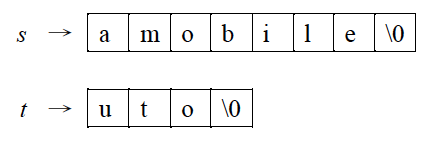 s → a m o b i l e \0
t → u t o \0